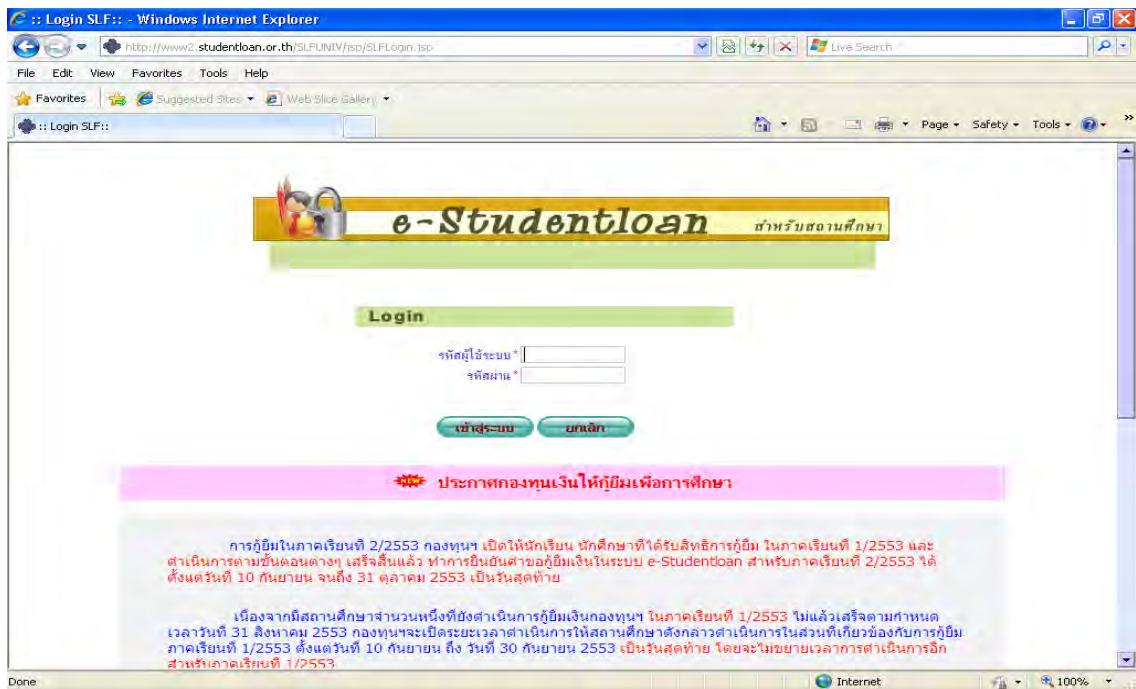 :: Login SLF:: - Windows Internet Explorer
http://www2.studentloan.or.th/SLFUNIV/jsp/SLFLogin.jsp
Live Search
File Edit View Favorites Tools Help
Favorites Suggested Sites Web Slice Gallery
:: Login SLF::
Page Safety Tools
e-Studentloan สำหรับสถานศึกษา
Login
รหัสผู้ใช้ระบบ *
รหัสผ่าน *
เข้าสู่ระบบ ยกเลิก
NEW ประกาศกองทุนเงินให้กู้ยืมเพื่อการศึกษา
การกู้ยืมในภาคเรียนที่ 2/2553 กองทุนฯ เปิดให้นักเรียน นักศึกษาที่ได้รับสิทธิการกู้ยืม ในภาคเรียนที่ 1/2553 และ
ดำเนินการตามขั้นตอนต่างๆ เสร็จสิ้นแล้ว ทำการยืนยันคำขอกู้ยืมเงินในระบบ e-Studentloan สำหรับภาคเรียนที่ 2/2553 ได้
ตั้งแต่วันที่ 10 กันยายน จนถึง 31 ตุลาคม 2553 เป็นวันสุดท้าย
เนื่องจากมีสถานศึกษาจำนวนหนึ่งที่ยังดำเนินการกู้ยืมเงินกองทุนฯ ในภาคเรียนที่ 1/2553 ไม่แล้วเสร็จตามกำหนด
เวลาวันที่ 31 สิงหาคม 2553 กองทุนฯจะเปิดระยะเวลาดำเนินการให้สถานศึกษาดังกล่าวดำเนินการในส่วนที่เกี่ยวข้องกับการกู้ยืม
ภาคเรียนที่ 1/2553 ตั้งแต่วันที่ 10 กันยายน ถึง วันที่ 30 กันยายน 2553 เป็นวันสุดท้าย โดยจะไม่ขยายเวลาการดำเนินการอีก
สำหรับภาคเรียนที่ 1/2553
Done Internet 100%